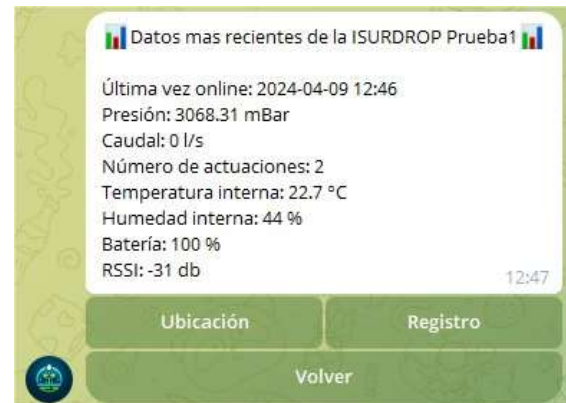 📊 Datos mas recientes de la ISURDROP Prueba1 📊
Última vez online: 2024-04-09 12:46
Presión: 3068.31 mBar
Caudal: 0 l/s
Número de actuaciones: 2
Temperatura interna: 22.7 °C
Humedad interna: 44 %
Batería: 100 %
RSSI: -31 db
12:47
Ubicación
Registro
Volver